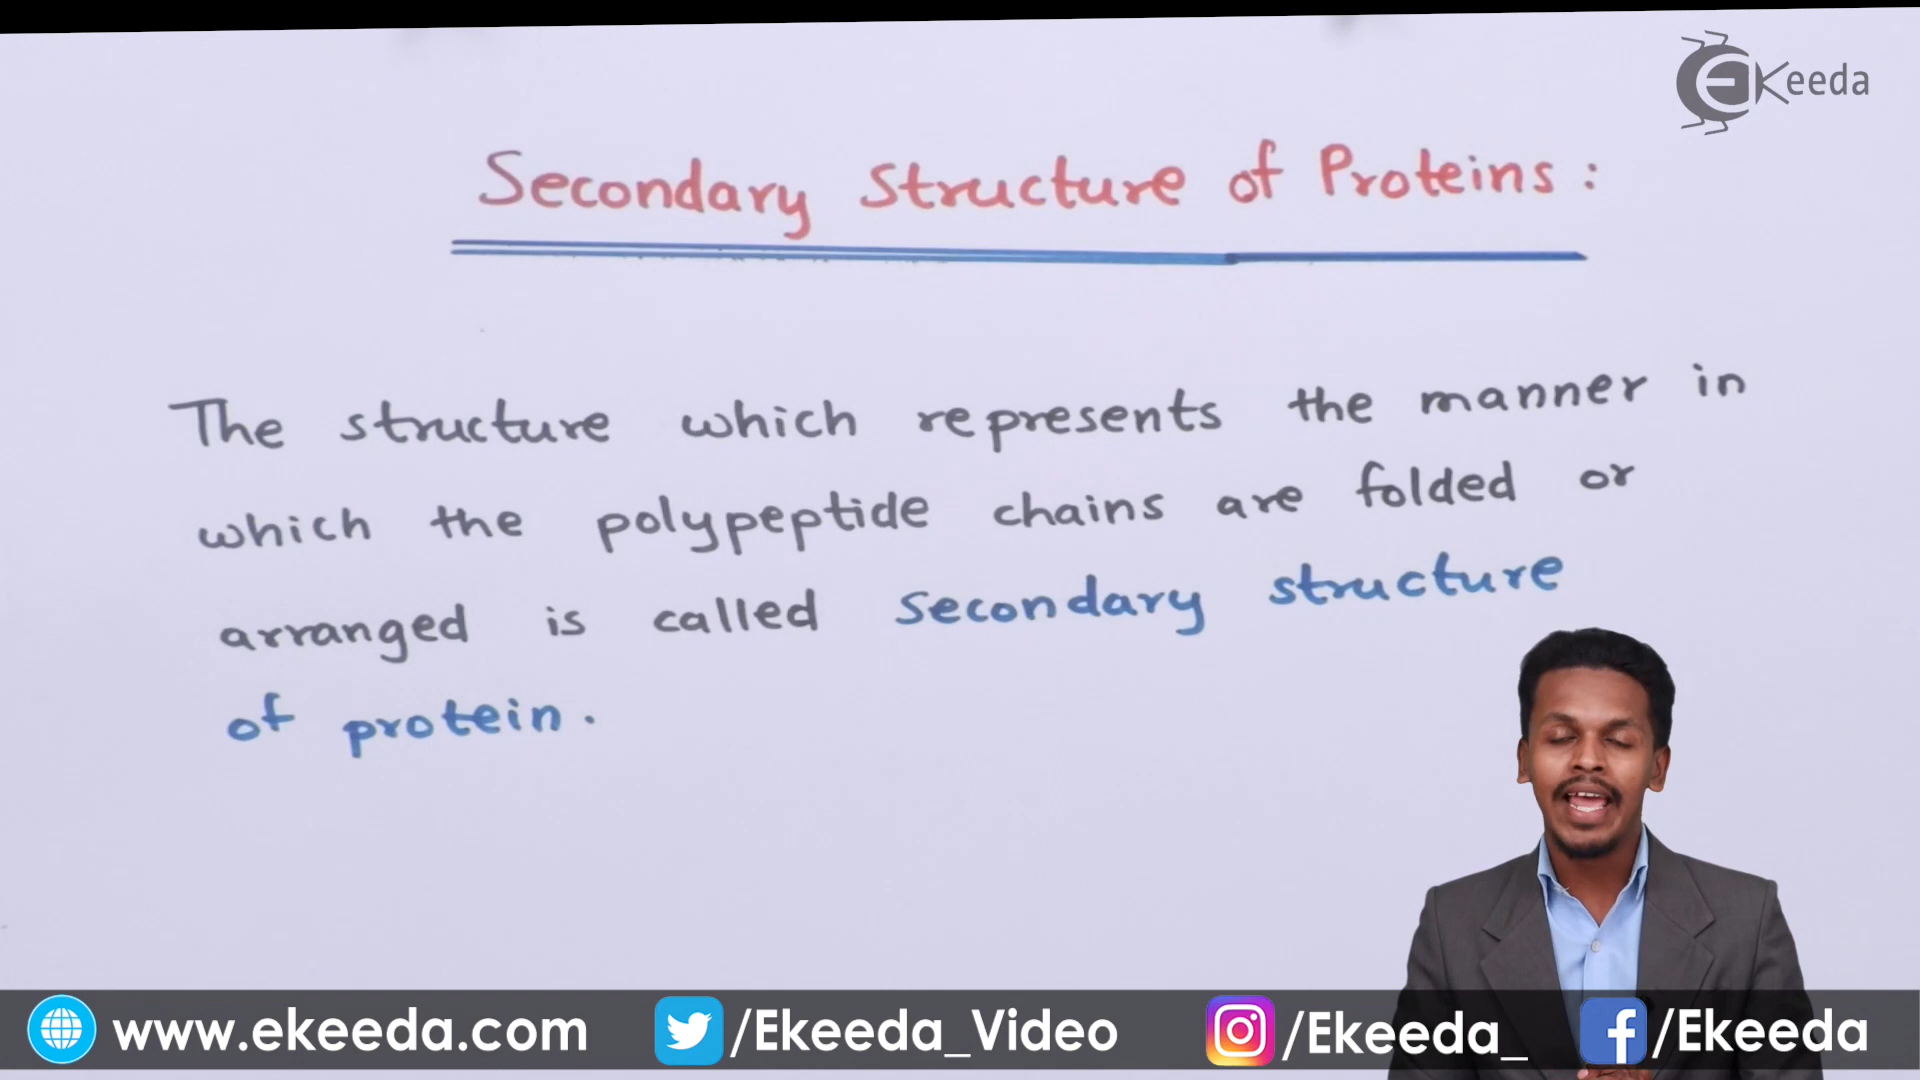 EKeeda
Secondary Structure of Proteins :
The structure which represents the manner in
which the polypeptide chains are folded or
arranged is called Secondary structure
of protein.
www.ekeeda.com /Ekeeda_Video /Ekeeda_ /Ekeeda